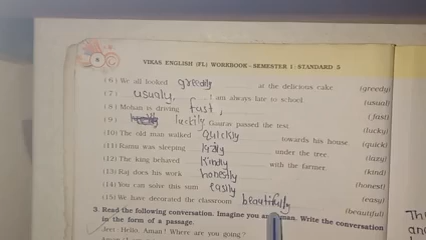 VIKAS ENGLISH (FL) WORKBOOK - SEMESTER 1 : STANDARD 5
(6) We all looked greedily at the delicious cake (greedy)
(7) usualy, I am always late to school (usual)
(8) Mohan is driving fast, (fast)
(9) luckily Gaurav passed the test (lucky)
(10) The old man walked Quickly towards his house (quick)
(11) Ramu was sleeping under the tree (lazy)
(12) The king behaved Kindly with the farmer (kind)
(13) Raj does his work honestly (honest)
(14) You can solve this sum easily (easy)
(15) We have decorated the classroom beautifully (beautiful)
3. Read the following conversation. Imagine you are man. Write the conversation
in the form of a passage.
Jeet: Hello, Aman! Where are you going?